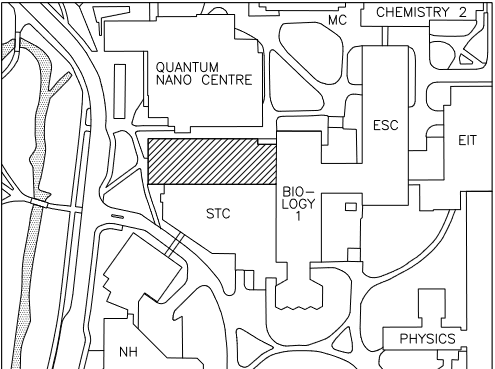 MC
CHEMISTRY 2
QUANTUM
NANO CENTRE
ESC
EIT
BIO-
LOGY
1
STC
PHYSICS
NH